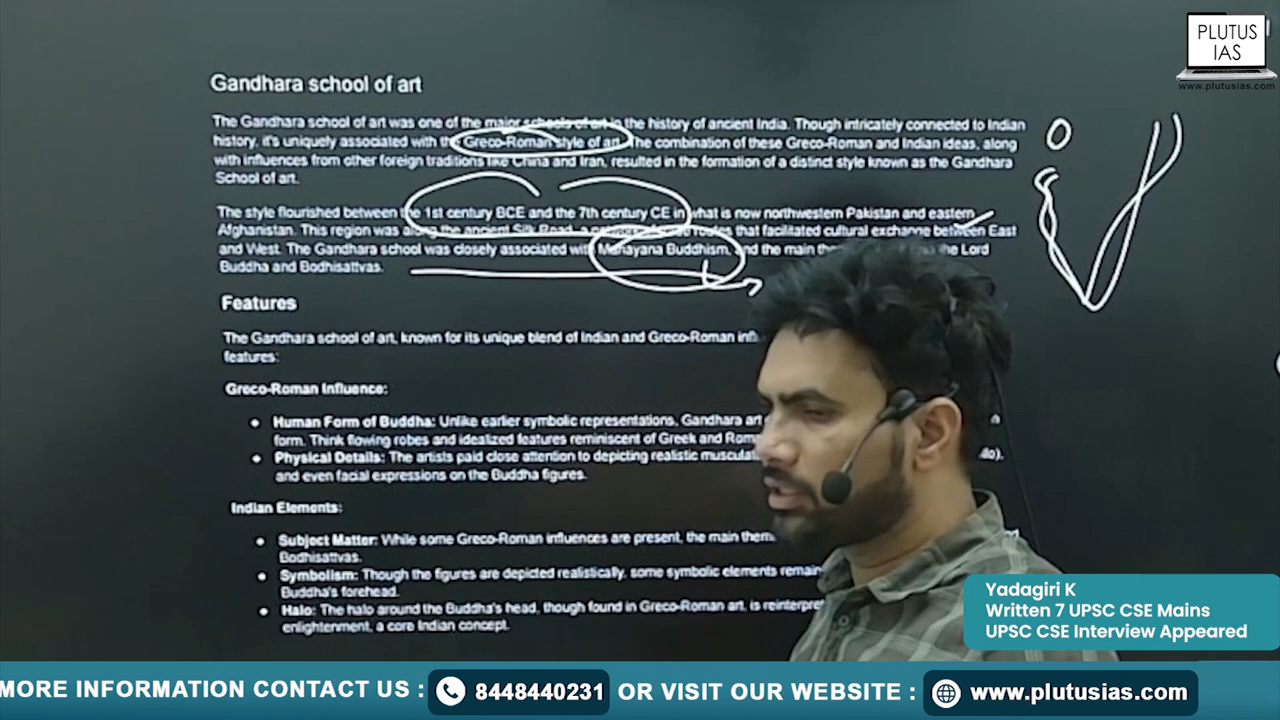 PLUTUS
IAS
www.plutusias.com
Gandhara school of art
The Gandhara school of art was one of the major schools of art in the history of ancient India. Though intricately connected to Indian
history, it's uniquely associated with the Greco-Roman style of art. The combination of these Greco-Roman and Indian ideas, along
with influences from other foreign traditions like China and Iran, resulted in the formation of a distinct style known as the Gandhara
School of art.
The style flourished between the 1st century BCE and the 7th century CE in what is now northwestern Pakistan and eastern
Afghanistan. This region was along the ancient Silk Road, a routes that facilitated cultural exchange between East
and West. The Gandhara school was closely associated with Mahayana Buddhism, and the main the Lord
Buddha and Bodhisattvas.
Features
The Gandhara school of art, known for its unique blend of Indian and Greco-Roman
features:
Greco-Roman Influence:
• Human Form of Buddha: Unlike earlier symbolic representations, Gandhara art
form. Think flowing robes and idealized features reminiscent of Greek and
• Physical Details: The artists paid close attention to depicting realistic
and even facial expressions on the Buddha figures.
Indian Elements:
• Subject Matter: While some Greco-Roman influences are present, the main
Bodhisattvas.
• Symbolism: Though the figures are depicted realistically, some symbolic elements
Buddha's forehead.
• Halo: The halo around the Buddha's head, though found in Greco-Roman art, is
enlightenment, a core Indian concept.
Yadagiri K
Written 7 UPSC CSE Mains
UPSC CSE Interview Appeared
MORE INFORMATION CONTACT US : 8448440231 OR VISIT OUR WEBSITE : www.plutusias.com